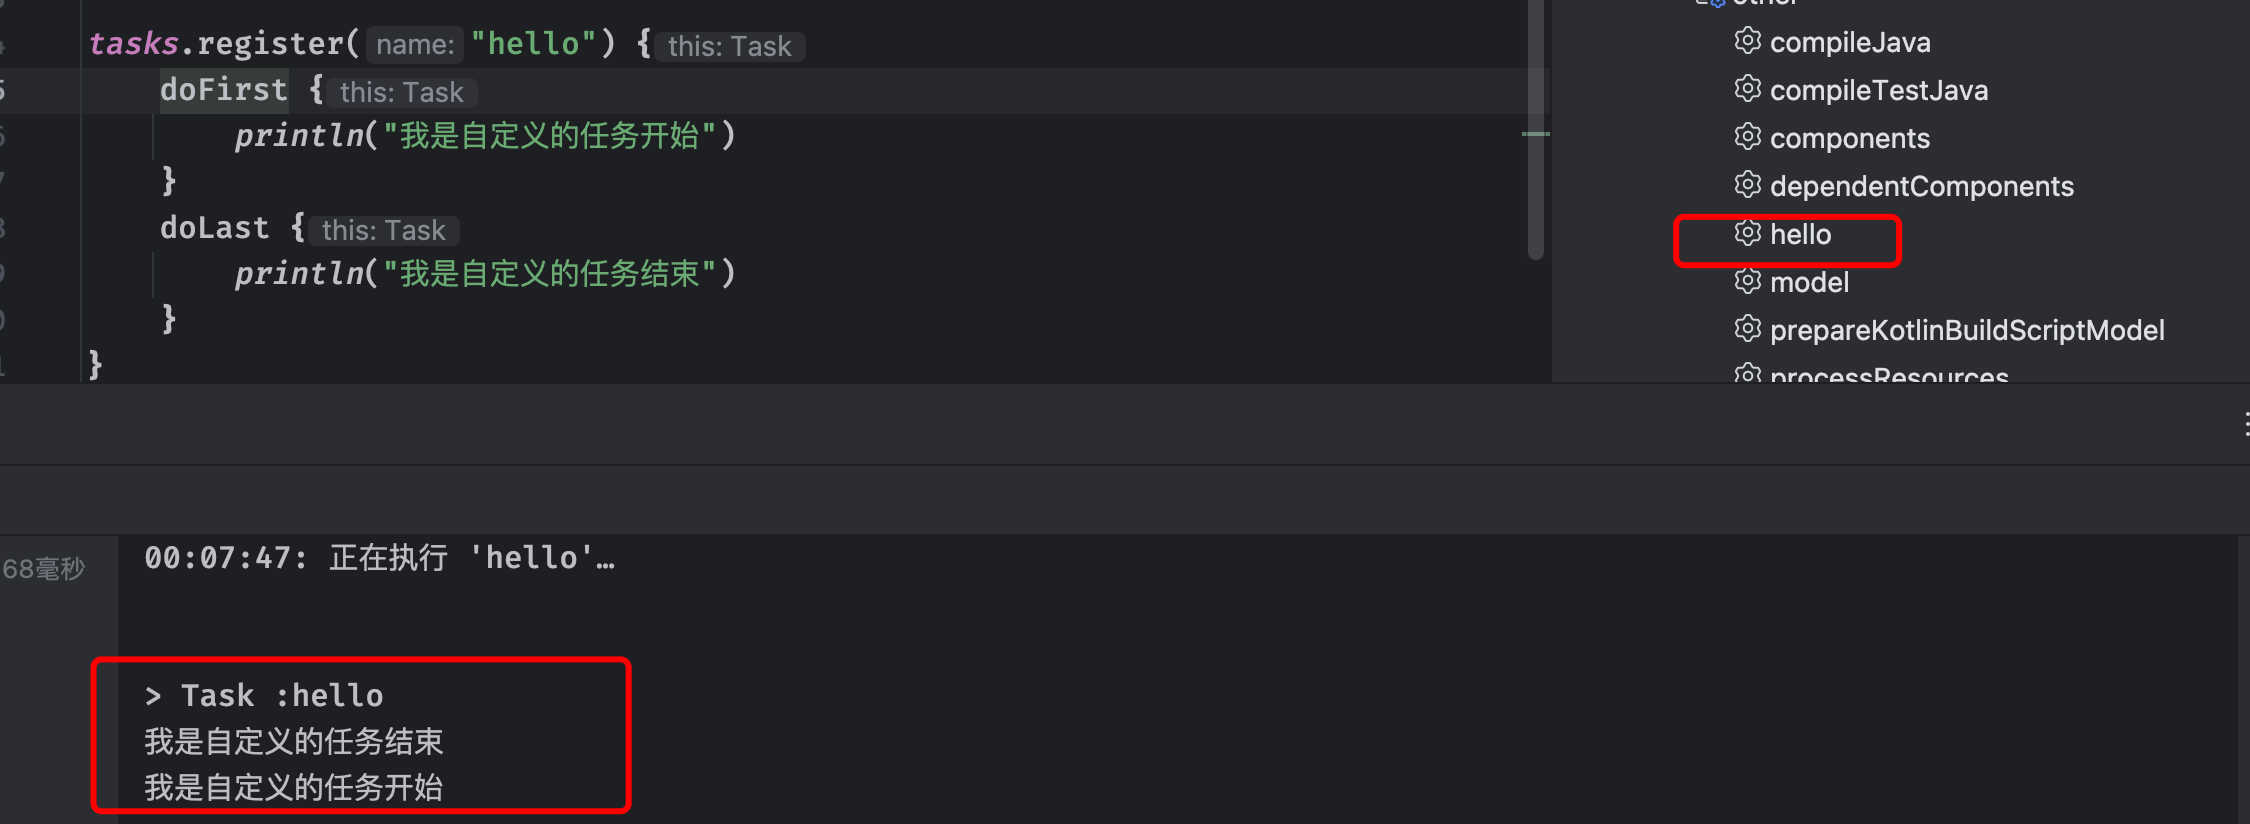 tasks.register( name: "hello") { this: Task
doFirst { this: Task
println("我是自定义的任务开始")
}
doLast { this: Task
println("我是自定义的任务结束")
}
}
compileJava
compileTestJava
components
dependentComponents
hello
model
prepareKotlinBuildScriptModel
processResources
68毫秒
00:07:47: 正在执行 'hello'…
> Task :hello
我是自定义的任务结束
我是自定义的任务开始